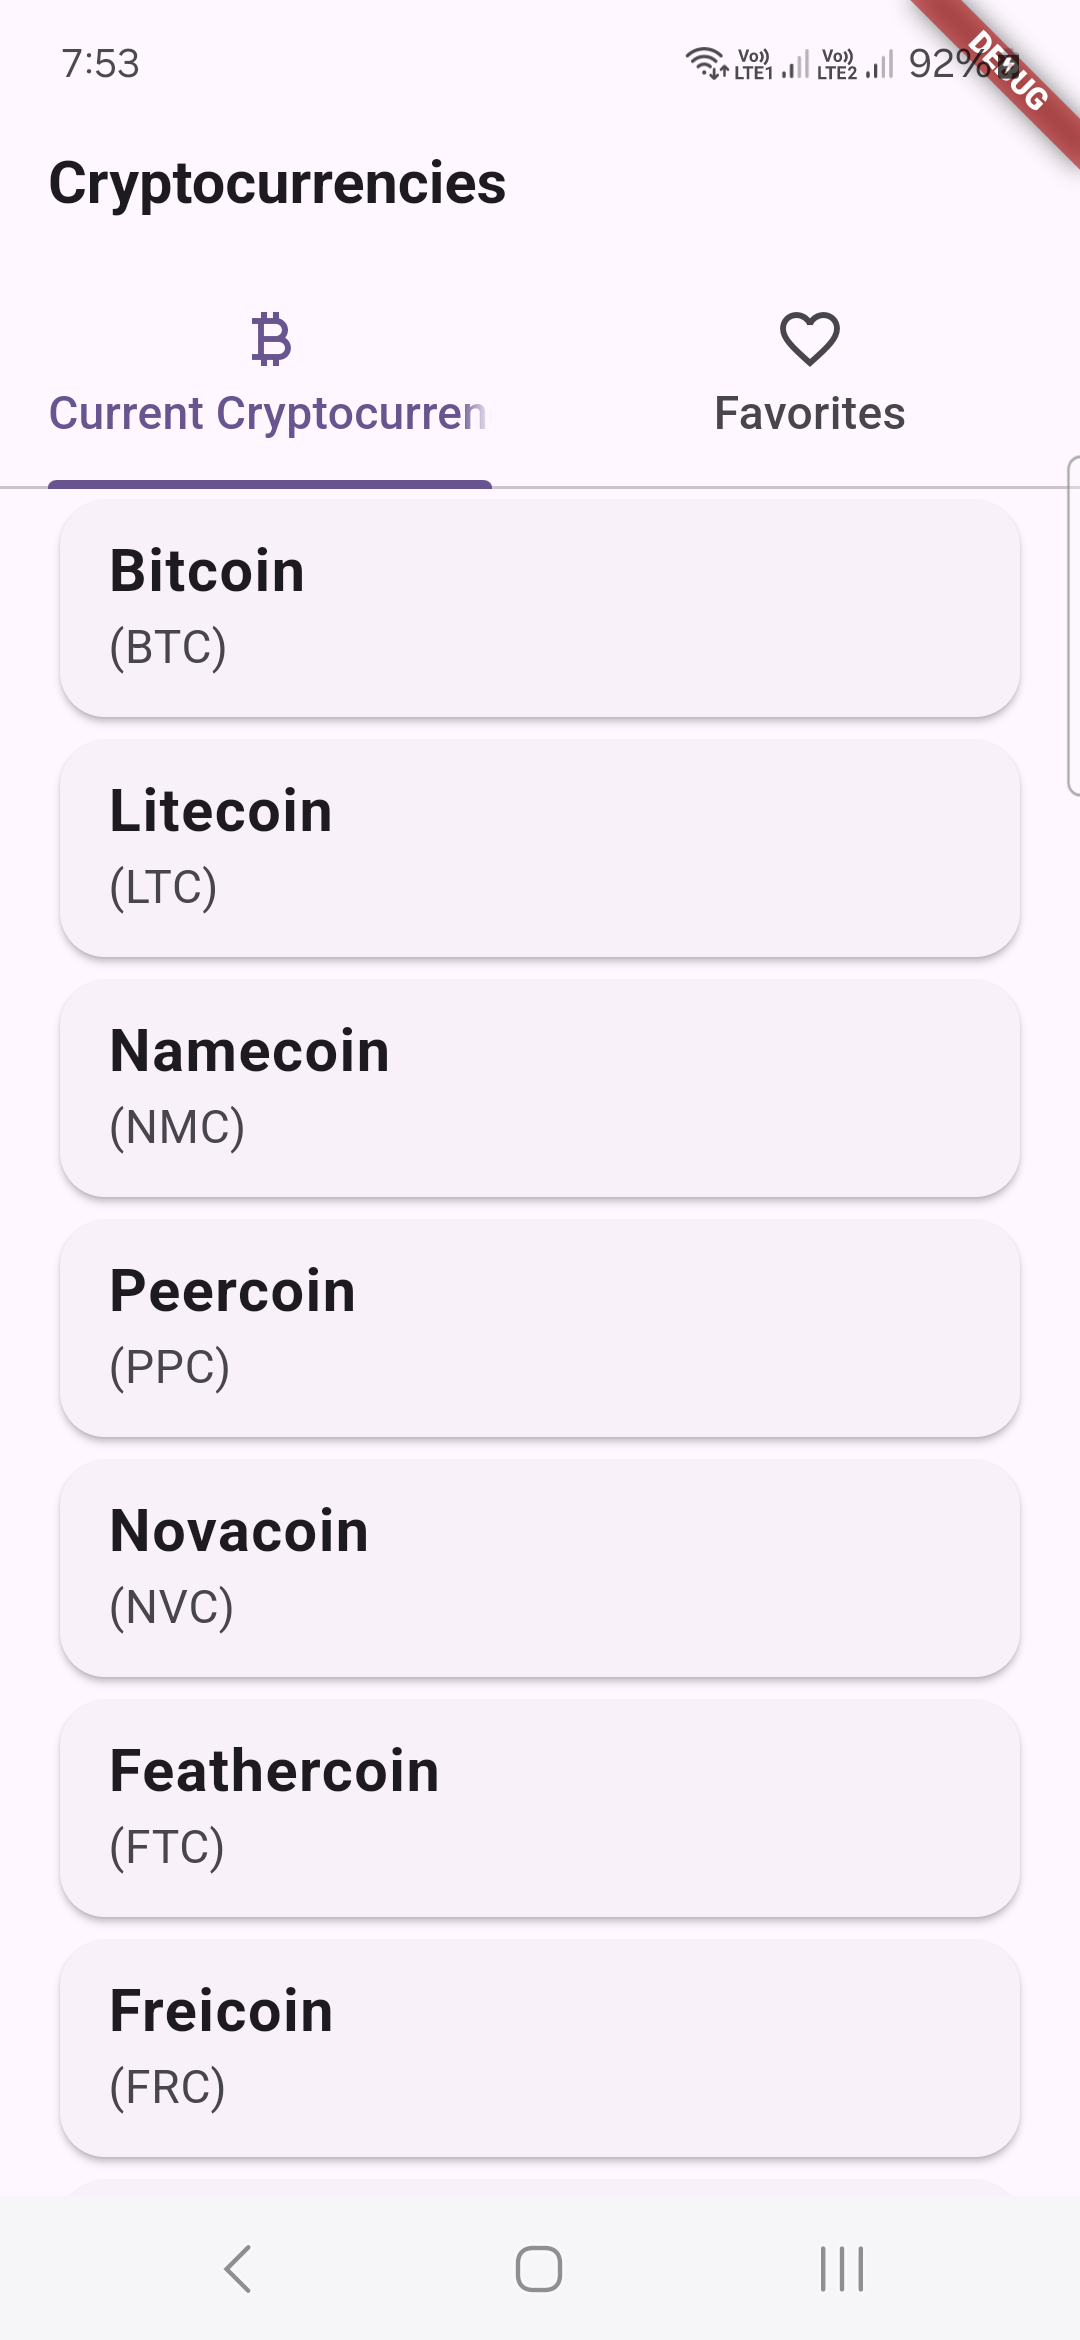 7:53
Vo))
LTE1
Vo))
LTE2
92%
DEBUG
Cryptocurrencies
Current Cryptocurren
Favorites
Bitcoin
(BTC)
Litecoin
(LTC)
Namecoin
(NMC)
Peercoin
(PPC)
Novacoin
(NVC)
Feathercoin
(FTC)
Freicoin
(FRC)